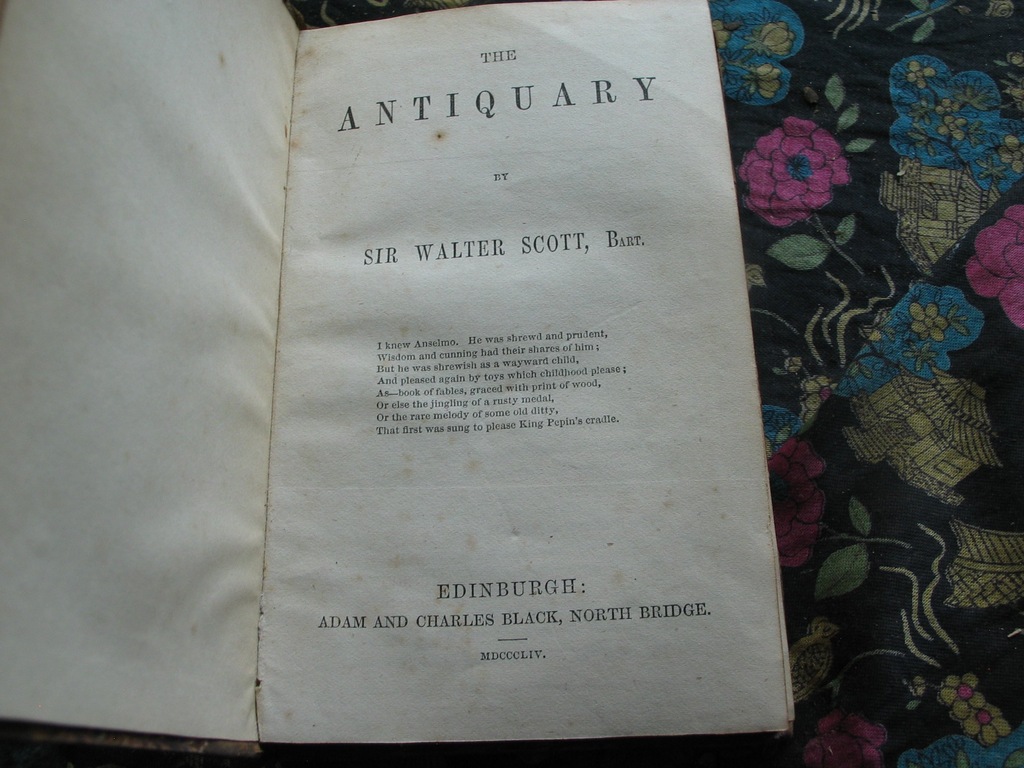 THE
ANTIQUARY
BY
SIR WALTER SCOTT, BART.
I knew Anselmo. He was shrewd and prudent,
Wisdom and cunning had their shares of him;
But he was shrewish as a wayward child,
And pleased again by toys which childhood please;
As—book of fables, graced with print of wood,
Or else the jingling of a rusty medal,
Or the rare melody of some old ditty,
That first was sung to please King Pepin's cradle.
EDINBURGH:
ADAM AND CHARLES BLACK, NORTH BRIDGE.
MDCCCLIV.